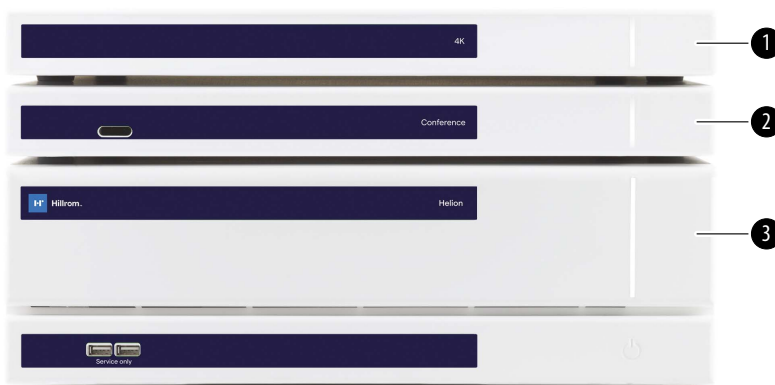 4K
1
Conference
2
H Hillrom.
Helion
3
Service only